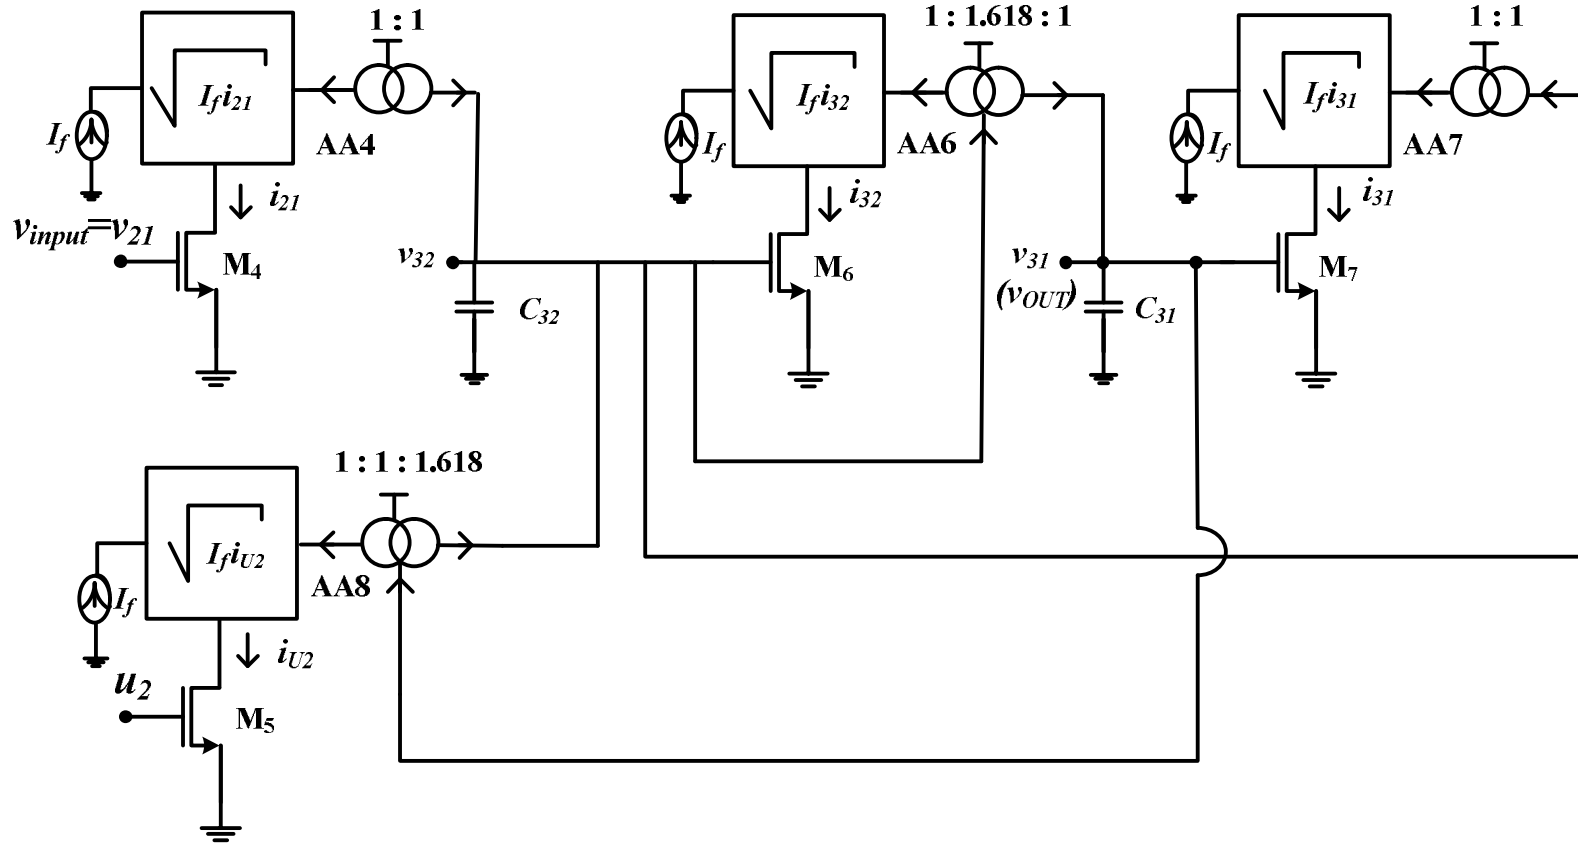 1 : 1
1 : 1.618 : 1
1 : 1
√ I_f i_21
√ I_f i_32
√ I_f i_31
I_f
AA4
I_f
AA6
I_f
AA7
i_21
i_32
i_31
v_input=v_21
M_4
v_32
M_6
v_31
M_7
(v_OUT)
C_32
C_31
1 : 1 : 1.618
√ I_f i_U2
I_f
AA8
i_U2
u_2
M_5